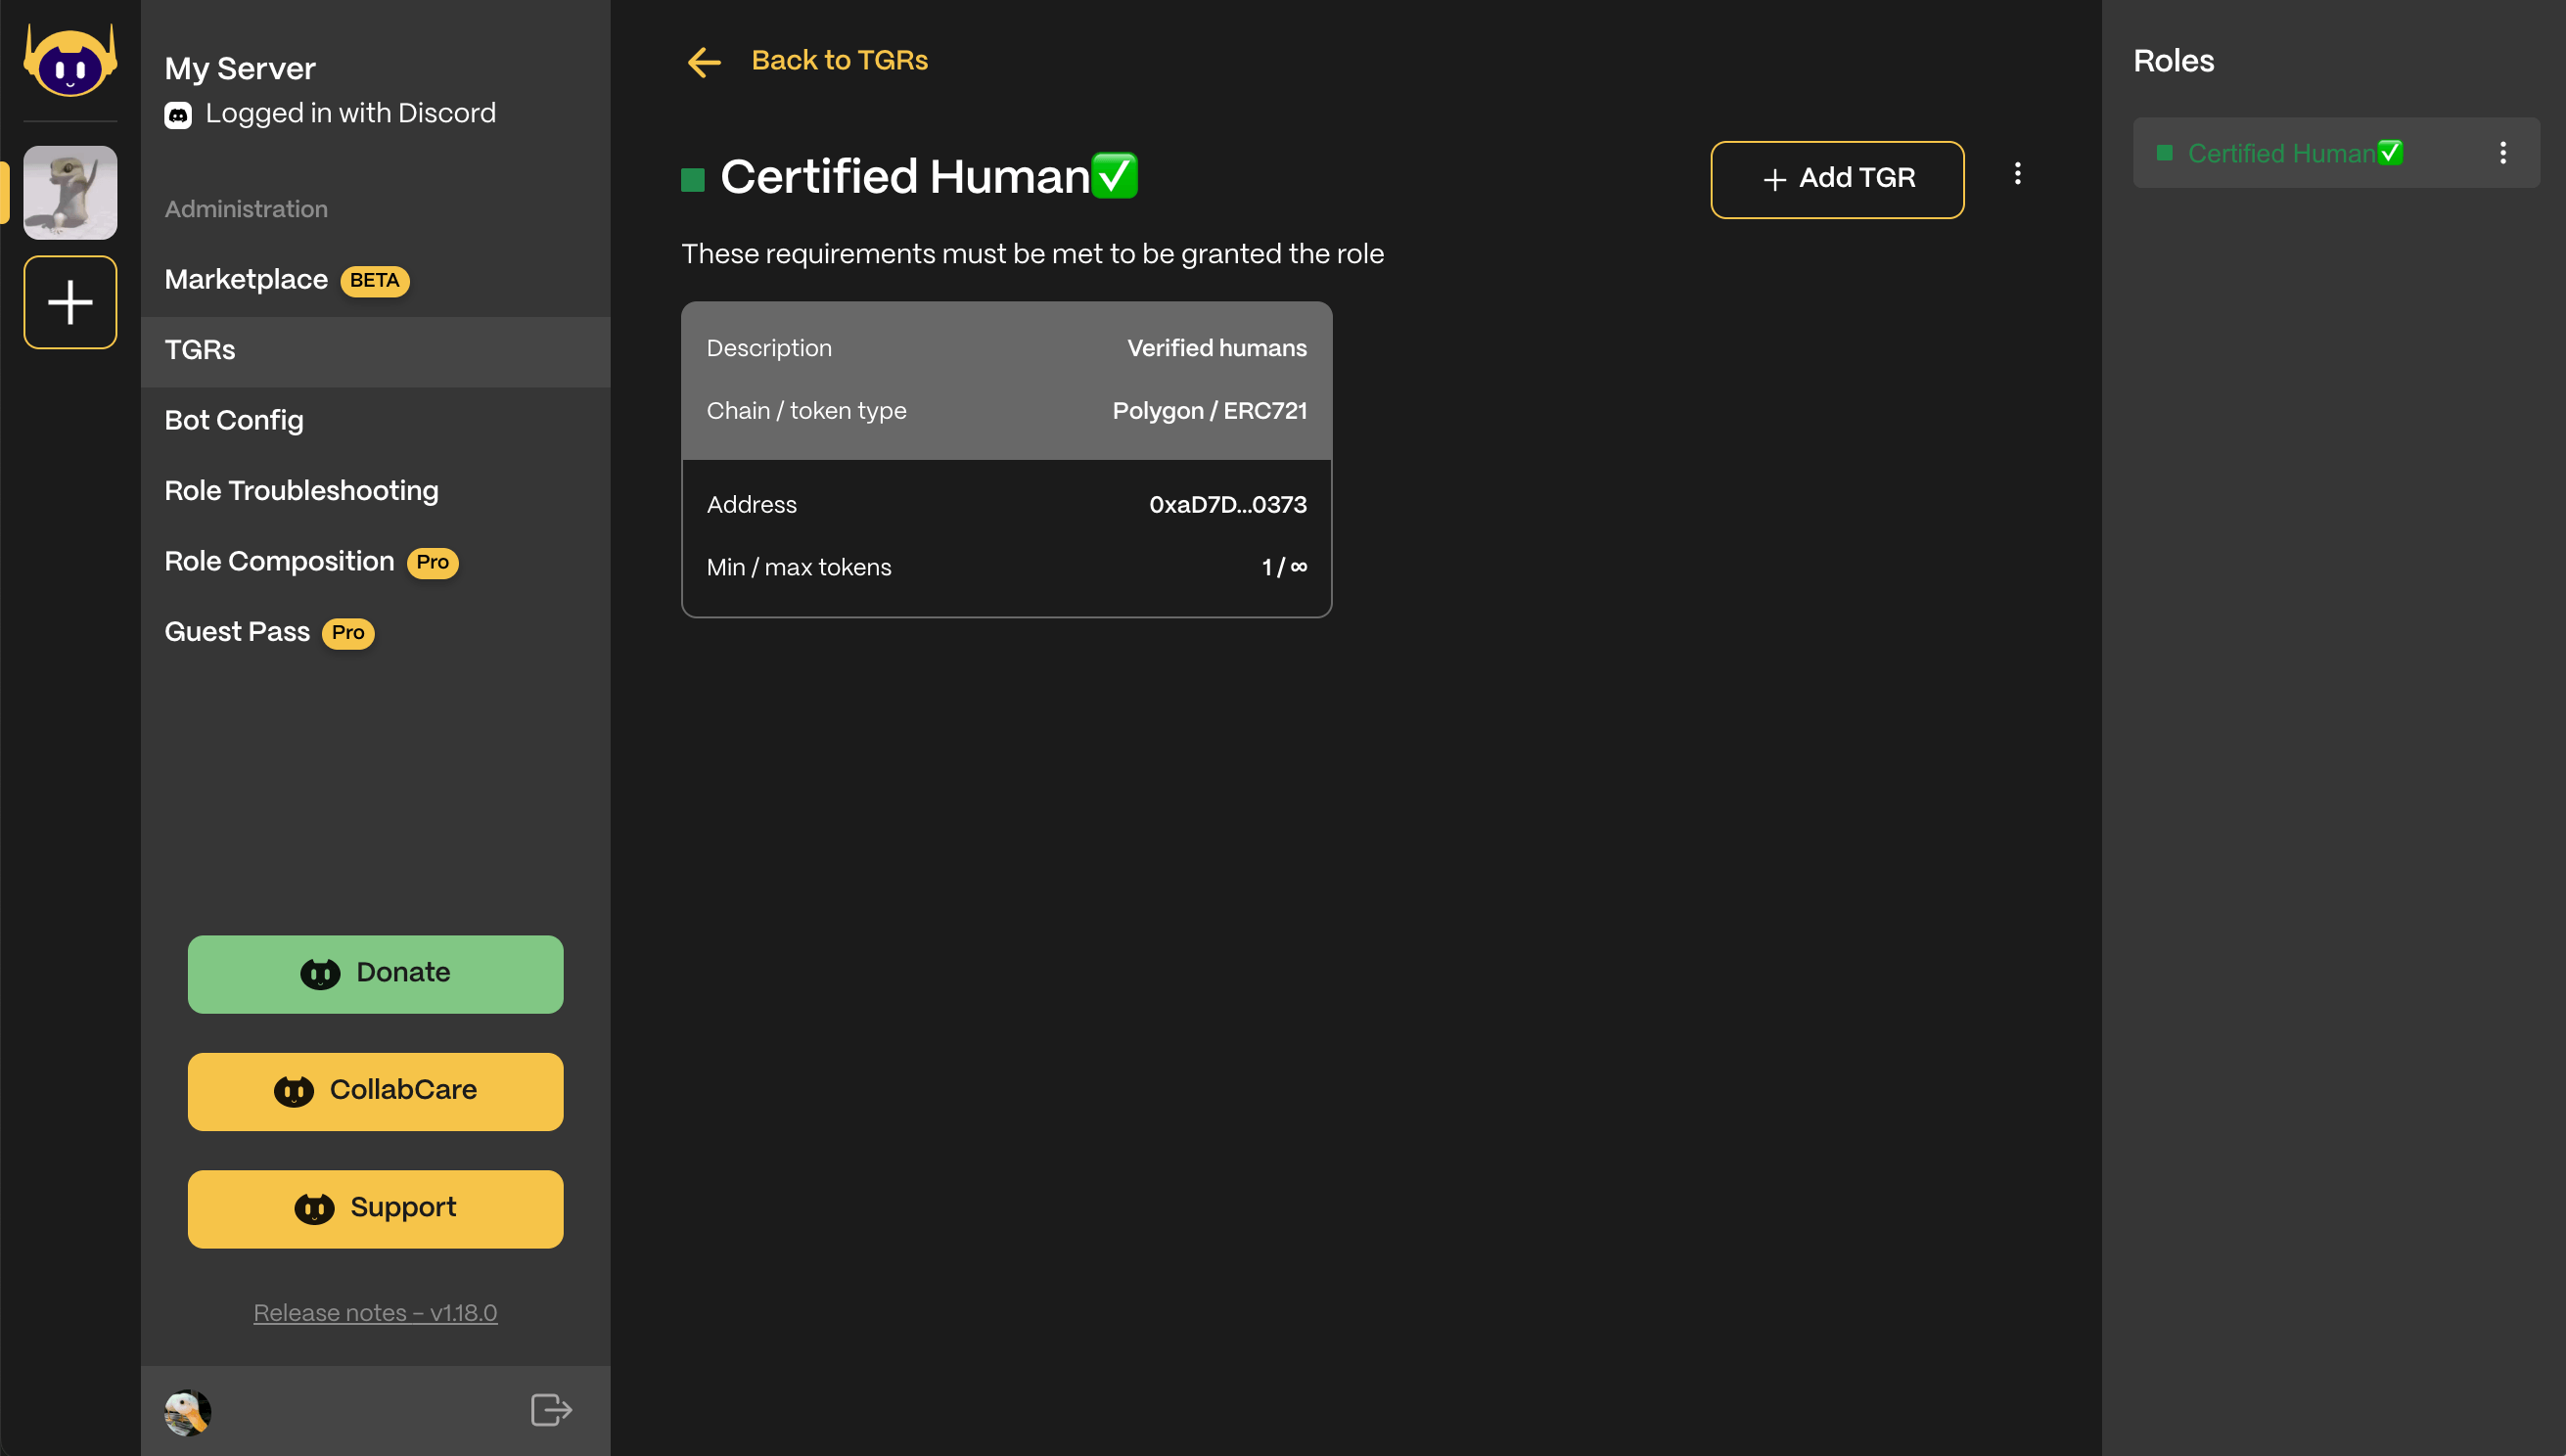 My Server
Logged in with Discord
Administration
Marketplace BETA
TGRs
Bot Config
Role Troubleshooting
Role Composition Pro
Guest Pass Pro
Donate
CollabCare
Support
Release notes – v1.18.0
Back to TGRs
Certified Human✅
+ Add TGR
These requirements must be met to be granted the role
Description Verified humans
Chain / token type Polygon / ERC721
Address 0xaD7D...0373
Min / max tokens 1 / ∞
Roles
Certified Human✅